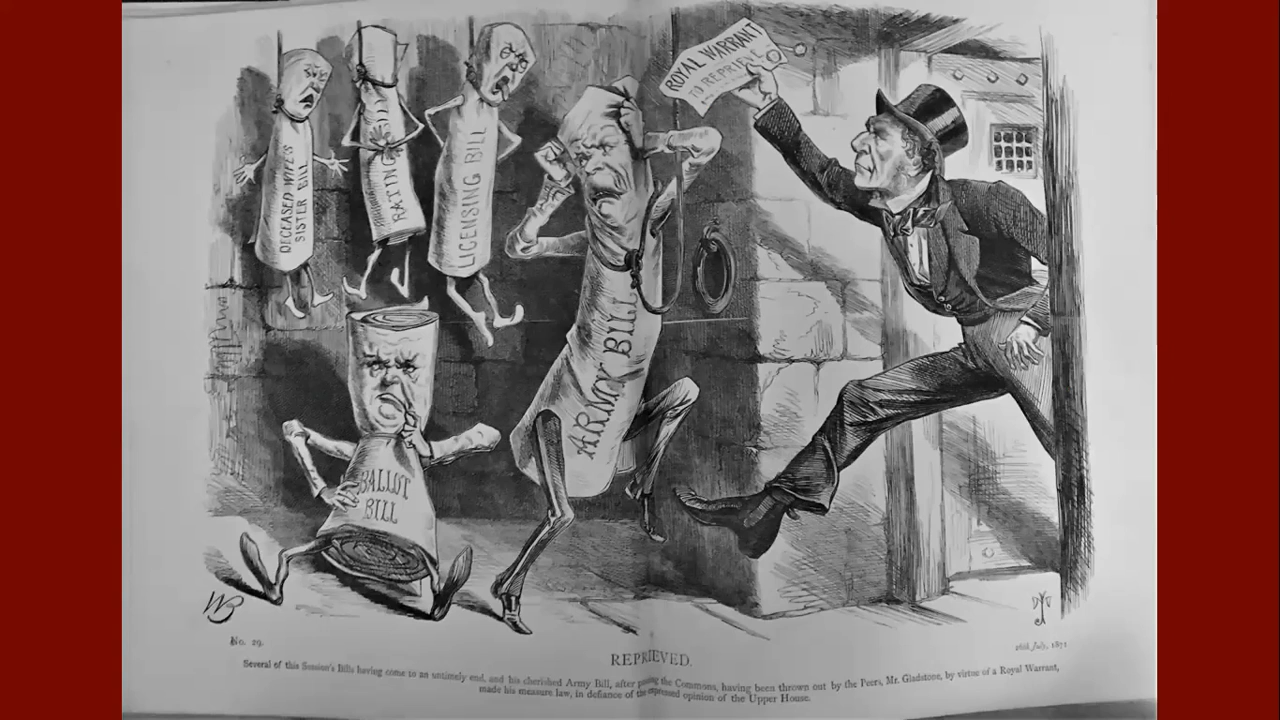 ROYAL WARRANT
TO REPRIEVE
DECEASED WIFE'S
SISTER BILL
RATING
LICENSING BILL
ARMY BILL
BALLOT
BILL
No. 29.
July, 1871
REPRIEVED.
Several of this Session's Bills having come to an untimely end, and his cherished Army Bill, after passing the Commons, having been thrown out by the Peers, Mr. Gladstone, by virtue of a Royal Warrant,
made his measure law, in defiance of the expressed opinion of the Upper House.